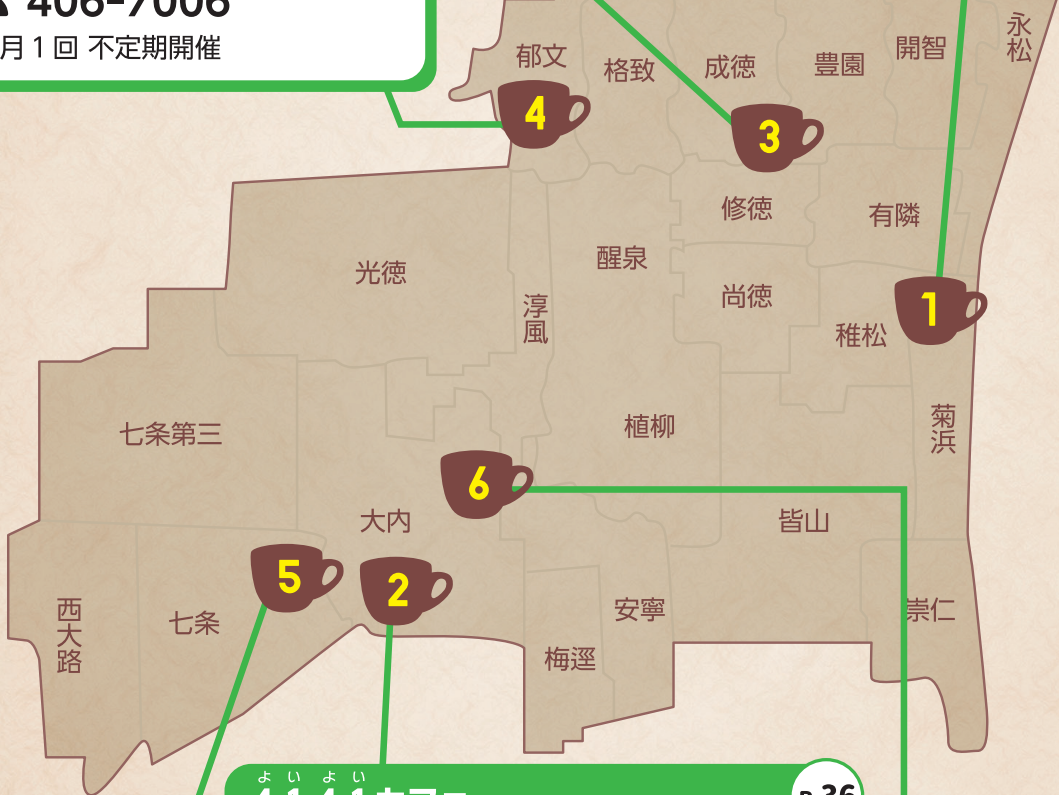 406-7006
月1回 不定期開催
永松
郁文
格致
成徳
豊園
開智
4
3
修徳
有隣
醒泉
光徳
尚徳
淳風
1
稚松
七条第三
植柳
菊浜
6
大内
皆山
5
2
西大路
七条
安寧
崇仁
梅逕
よいよい